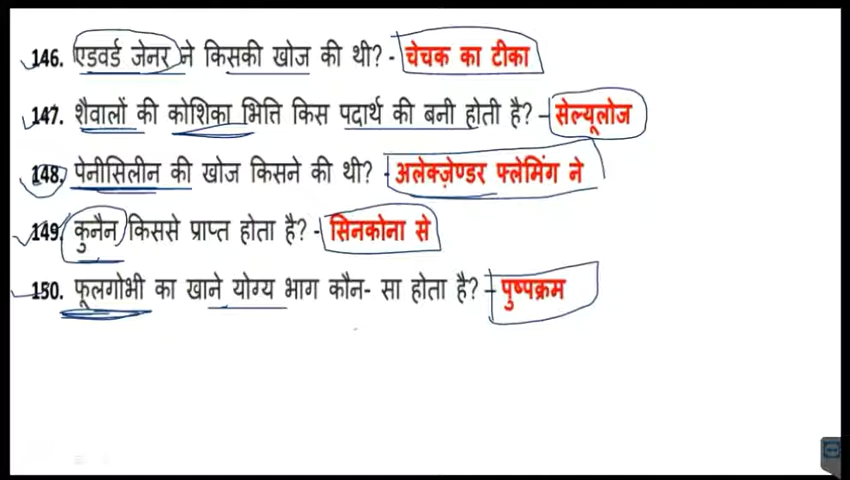 146. एडवर्ड जेनर ने किसकी खोज की थी? - चेचक का टीका
147. शैवालों की कोशिका भित्ति किस पदार्थ की बनी होती है? – सेल्यूलोज
148. पेनीसिलीन की खोज किसने की थी? - अलेक्ज़ेण्डर फ्लेमिंग ने
149. कुनैन किससे प्राप्त होता है? - सिनकोना से
150. फूलगोभी का खाने योग्य भाग कौन- सा होता है? – पुष्पक्रम